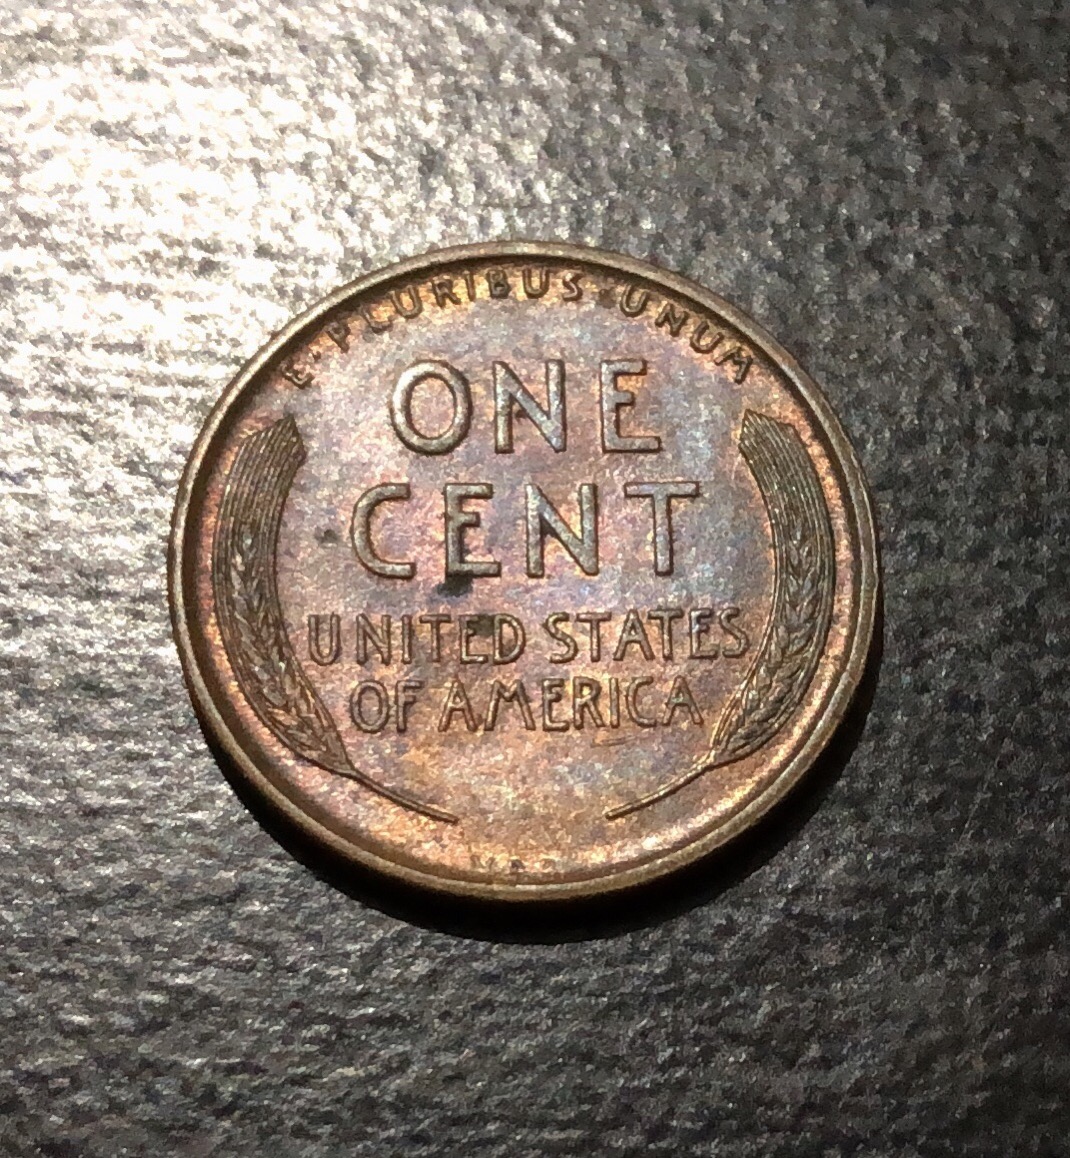 E·PLURIBUS·UNUM
ONE
CENT
UNITED STATES
OF AMERICA
V.D.B.